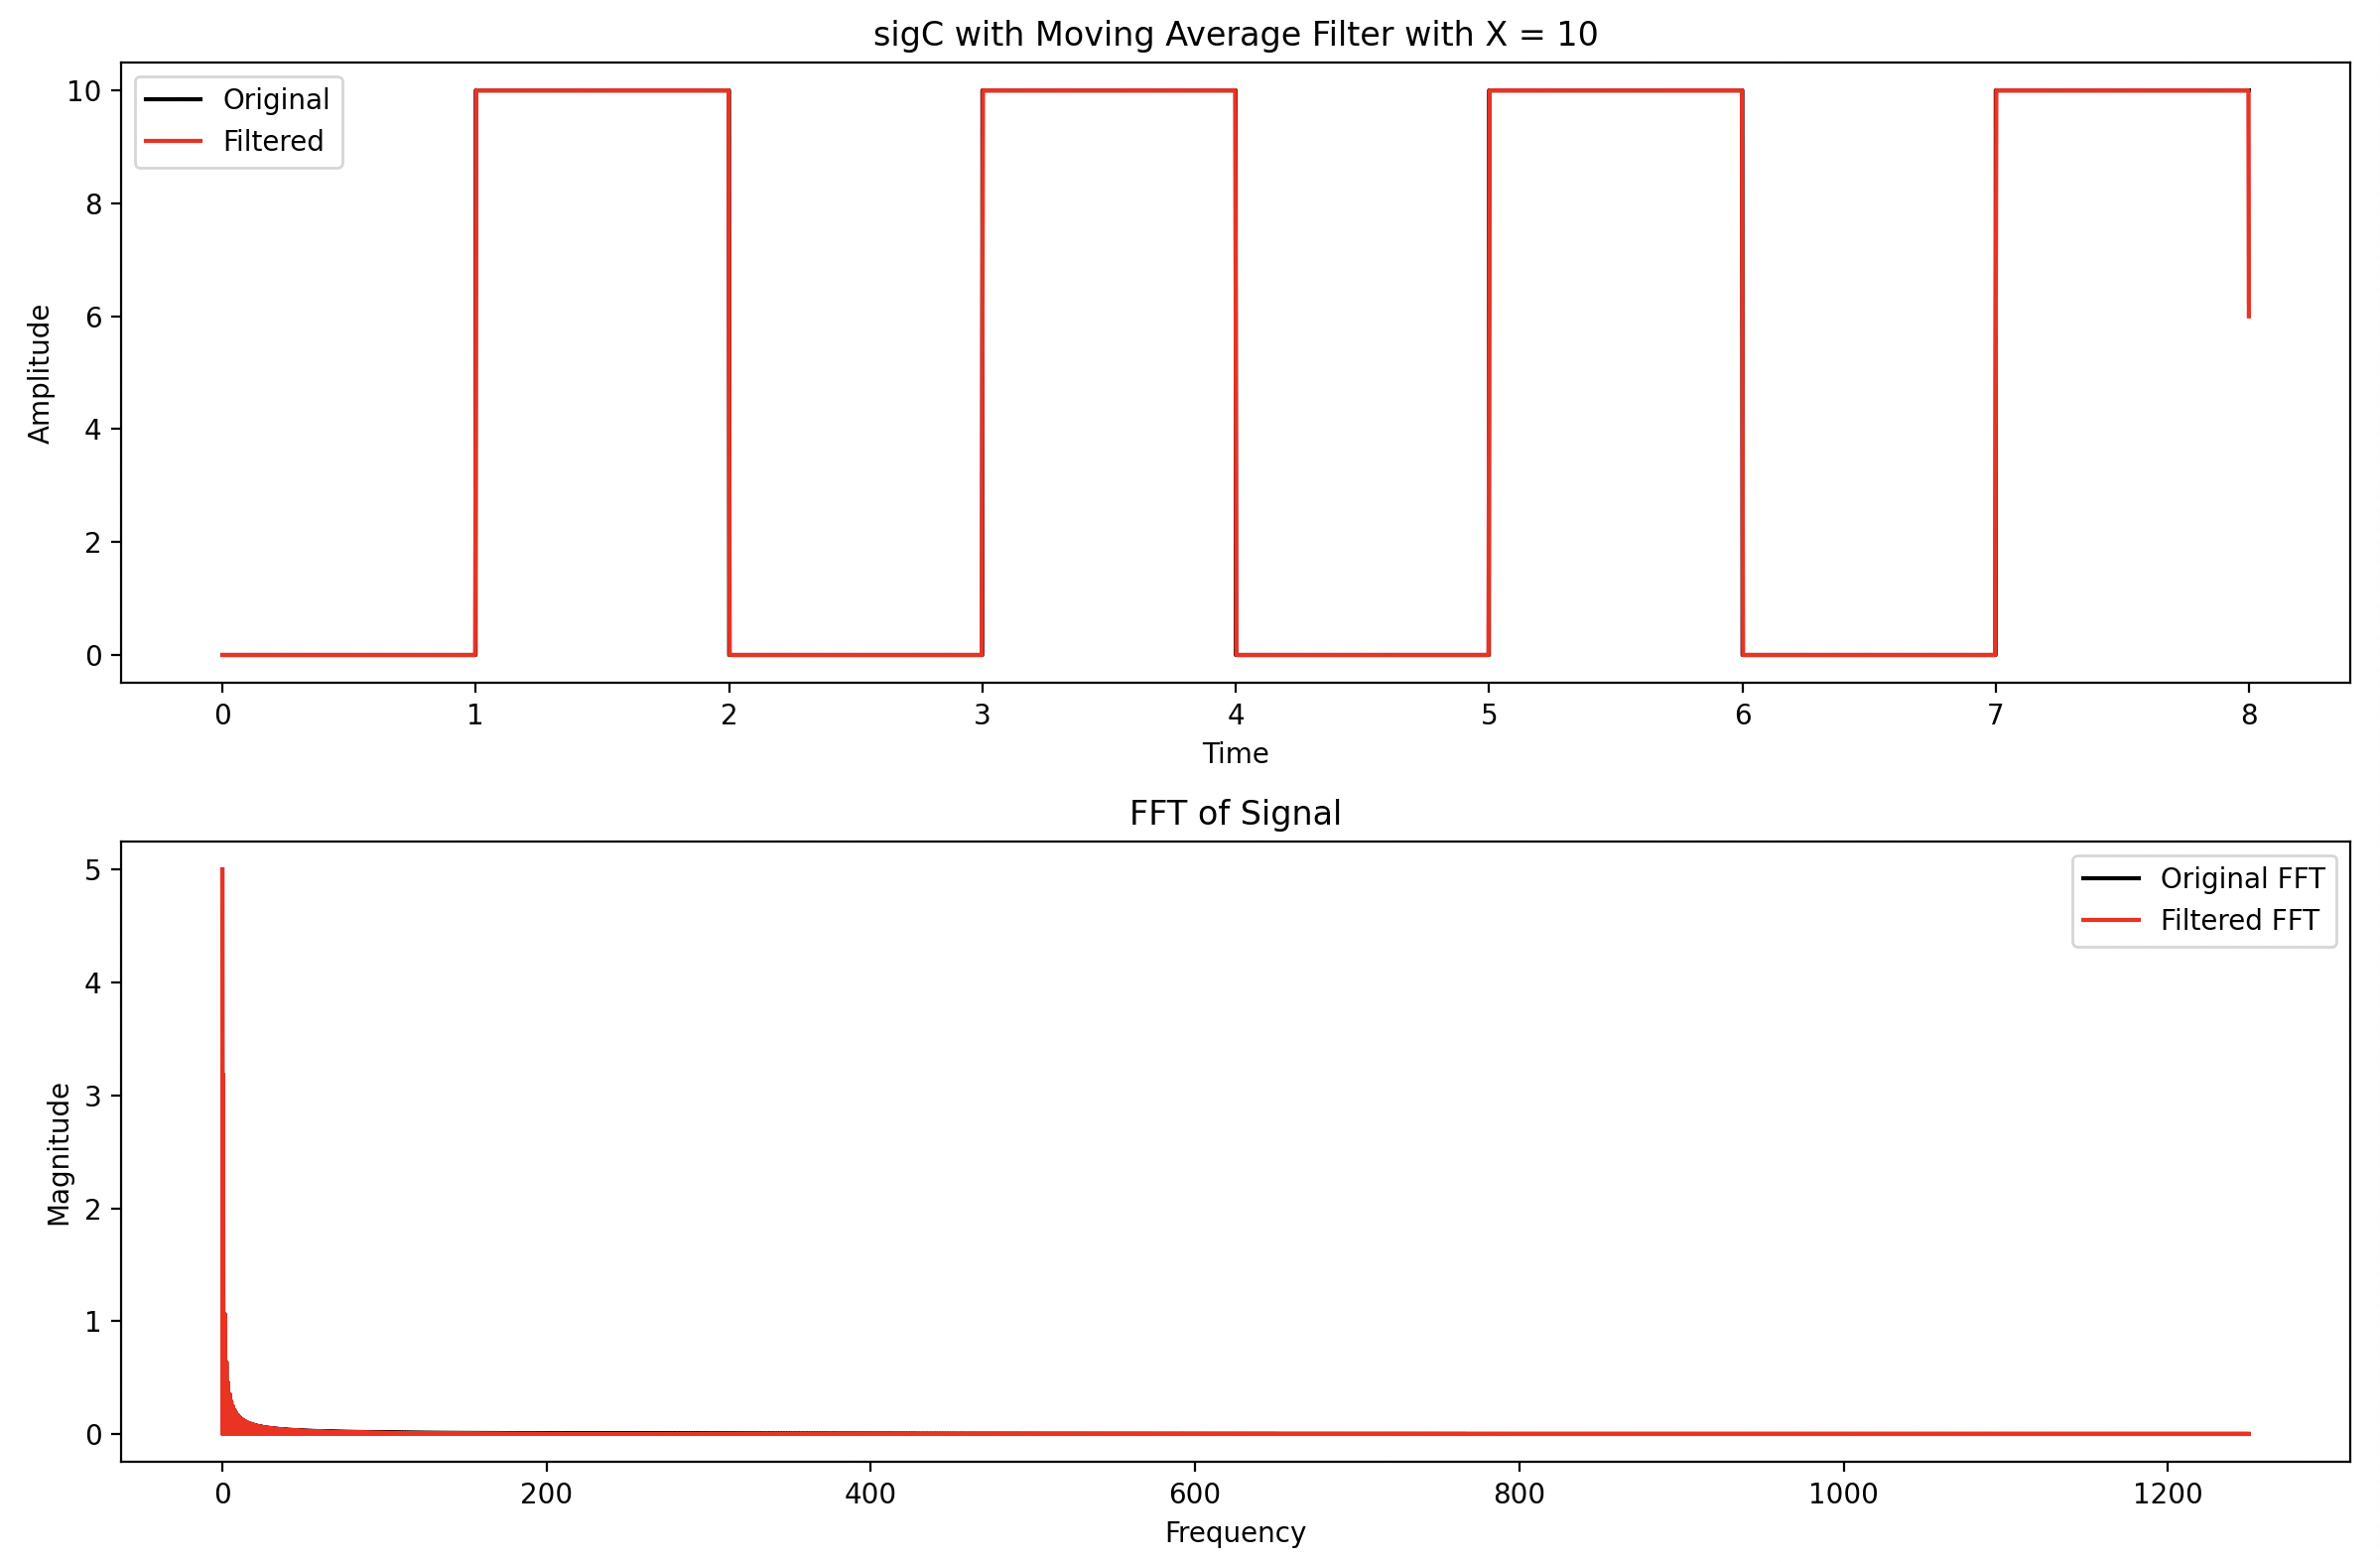 sigC with Moving Average Filter with X = 10
Original
Filtered
10
8
6
4
2
0
Amplitude
0 1 2 3 4 5 6 7 8
Time
FFT of Signal
Original FFT
Filtered FFT
5
4
3
2
1
0
Magnitude
0 200 400 600 800 1000 1200
Frequency